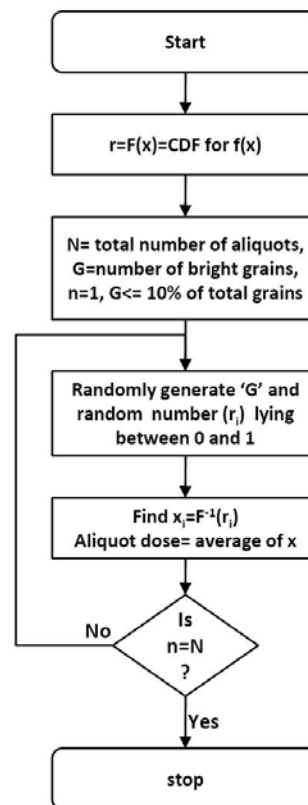 Start
r=F(x)=CDF for f(x)
N= total number of aliquots,
G=number of bright grains,
n=1, G<= 10% of total grains
Randomly generate ‘G’ and
random number (rᵢ) lying
between 0 and 1
Find xᵢ=F⁻¹(rᵢ)
Aliquot dose= average of x
Is
n=N
?
No
Yes
stop